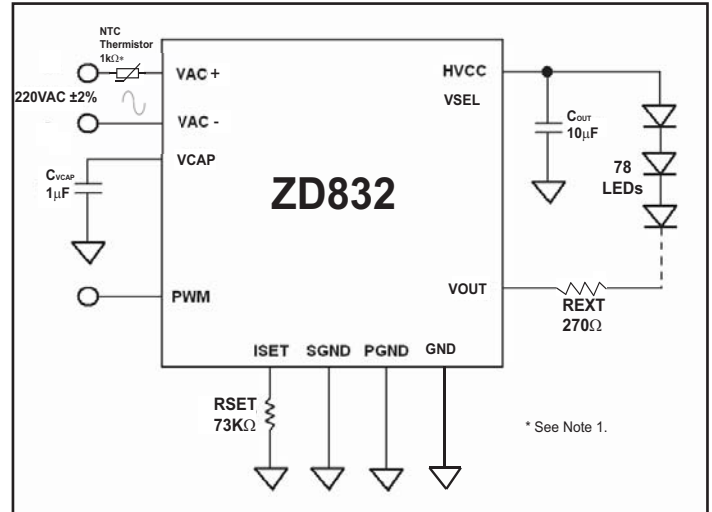 NTC
Thermistor
1kΩ*
220VAC ±2%
VAC +
VAC -
VCAP
CVCAP
1µF
PWM
ZD832
HVCC
VSEL
COUT
10µF
78
LEDs
VOUT
REXT
270Ω
ISET SGND PGND GND
RSET
73KΩ
* See Note 1.